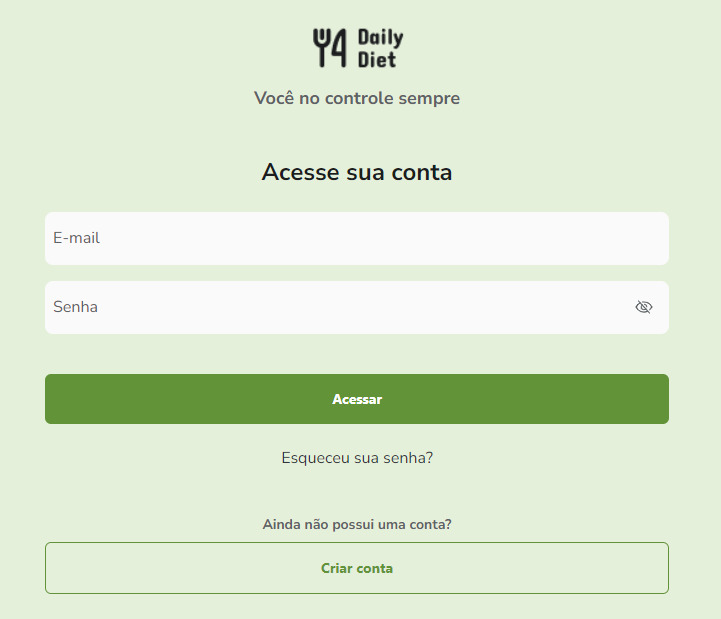 Daily
Diet
Você no controle sempre
Acesse sua conta
E-mail
Senha
Acessar
Esqueceu sua senha?
Ainda não possui uma conta?
Criar conta